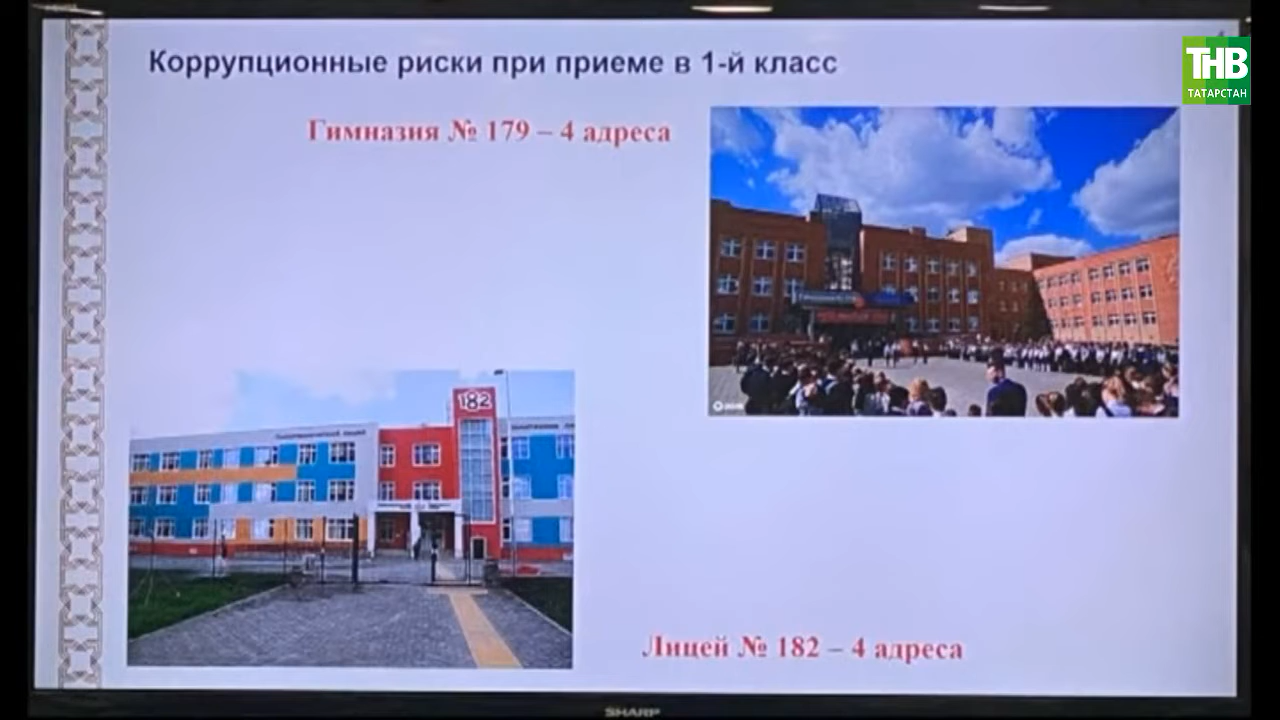 Коррупционные риски при приеме в 1-й класс
ТНВ
ТАТАРСТАН
Гимназия № 179 – 4 адреса
182
Лицей № 182 – 4 адреса
SHARP